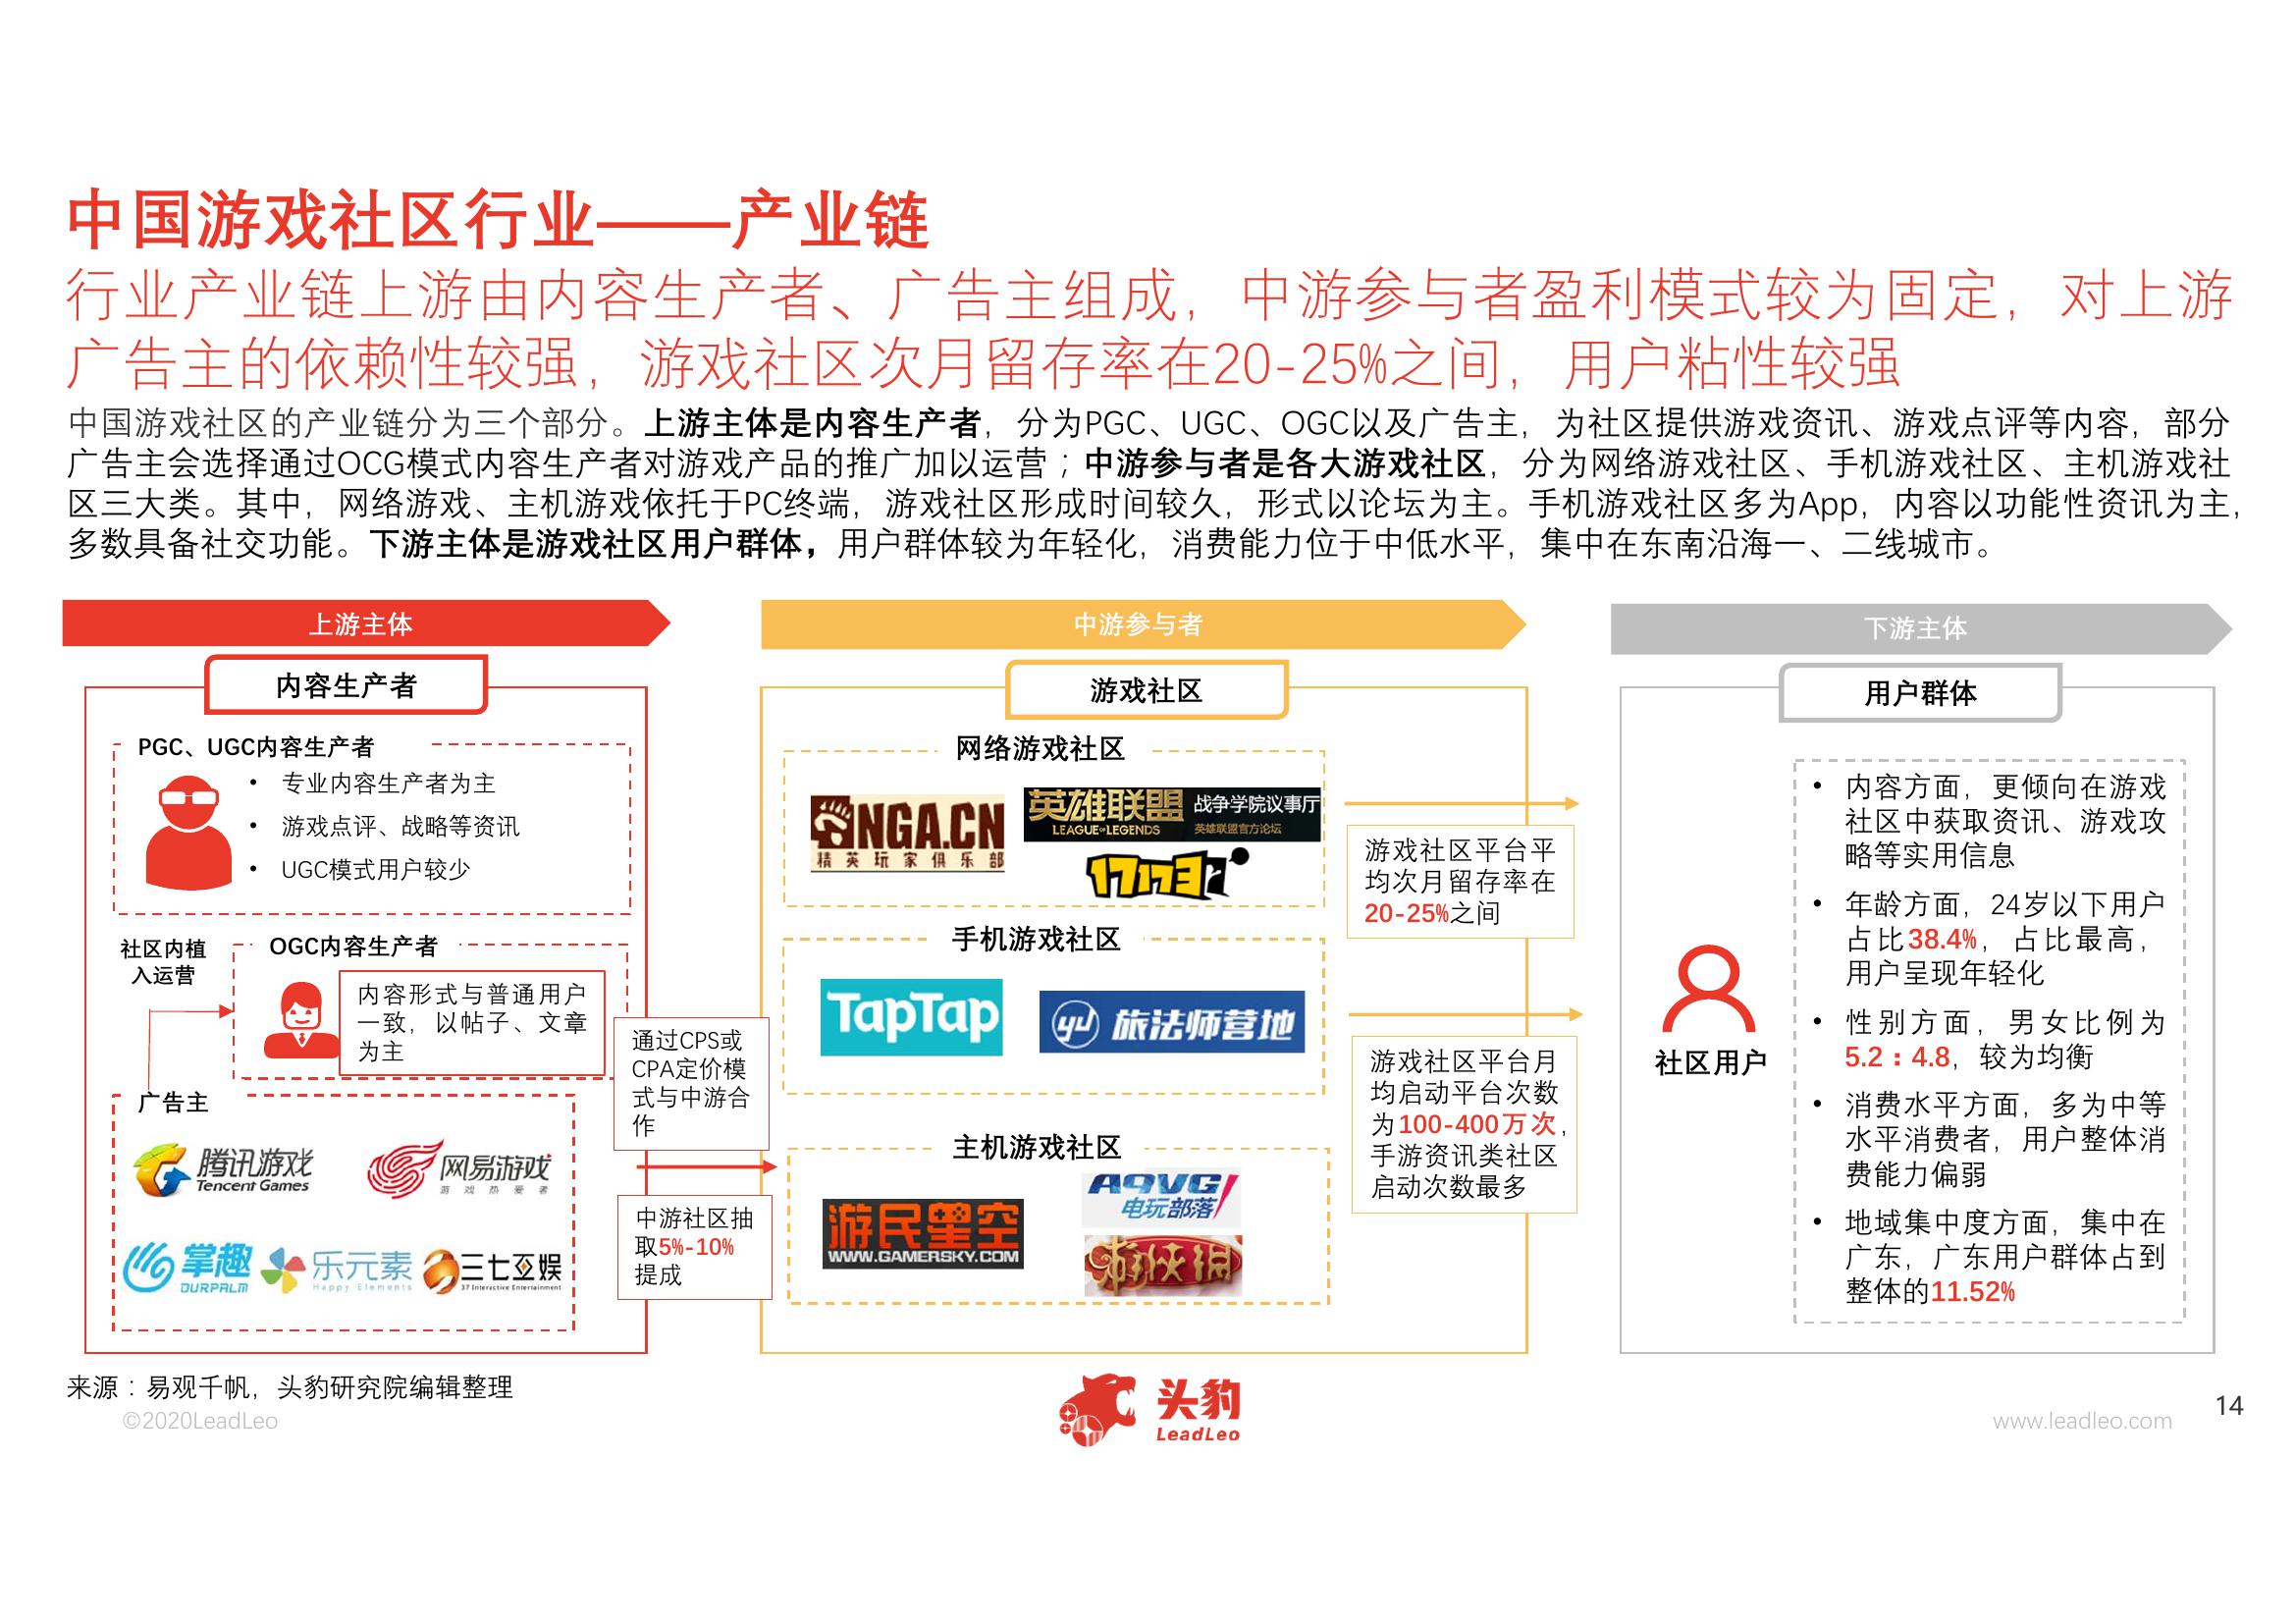 中国游戏社区行业——产业链
行业产业链上游由内容生产者、广告主组成，中游参与者盈利模式较为固定，对上游
广告主的依赖性较强，游戏社区次月留存率在20-25%之间，用户粘性较强
中国游戏社区的产业链分为三个部分。上游主体是内容生产者，分为PGC、UGC、OGC以及广告主，为社区提供游戏资讯、游戏点评等内容，部分
广告主会选择通过OCG模式内容生产者对游戏产品的推广加以运营；中游参与者是各大游戏社区，分为网络游戏社区、手机游戏社区、主机游戏社
区三大类。其中，网络游戏、主机游戏依托于PC终端，游戏社区形成时间较久，形式以论坛为主。手机游戏社区多为App，内容以功能性资讯为主，
多数具备社交功能。下游主体是游戏社区用户群体，用户群体较为年轻化，消费能力位于中低水平，集中在东南沿海一、二线城市。
上游主体
内容生产者
PGC、UGC内容生产者
• 专业内容生产者为主
• 游戏点评、战略等资讯
• UGC模式用户较少
社区内植
入运营
OGC内容生产者
内容形式与普通用户
一致，以帖子、文章
为主
广告主
腾讯游戏
Tencent Games
网易游戏
游戏热爱者
掌趣
OURPALM
乐元素
Happy Elements
三七互娱
37 Interactive Entertainment
通过CPS或
CPA定价模
式与中游合
作
中游社区抽
取5%-10%
提成
中游参与者
游戏社区
网络游戏社区
NGA.CN
精英玩家俱乐部
英雄联盟
LEAGUE OF LEGENDS
战争学院议事厅
英雄联盟官方论坛
17173
手机游戏社区
TapTap
旅法师营地
主机游戏社区
游民星空
WWW.GAMERSKY.COM
A9VG
电玩部落
游侠网
游戏社区平台平
均次月留存率在
20-25%之间
游戏社区平台月
均启动平台次数
为100-400万次，
手游资讯类社区
启动次数最多
下游主体
用户群体
社区用户
• 内容方面，更倾向在游戏
社区中获取资讯、游戏攻
略等实用信息
• 年龄方面，24岁以下用户
占比38.4%，占比最高，
用户呈现年轻化
• 性别方面，男女比例为
5.2：4.8，较为均衡
• 消费水平方面，多为中等
水平消费者，用户整体消
费能力偏弱
• 地域集中度方面，集中在
广东，广东用户群体占到
整体的11.52%
来源：易观千帆，头豹研究院编辑整理
©2020LeadLeo
头豹
LeadLeo
www.leadleo.com
14